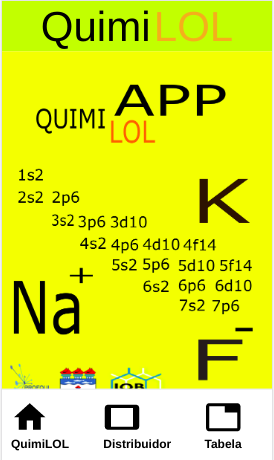 QuimiLOL
APP
QUIMI
LOL
1s2
2s2 2p6
3s2 3p6 3d10
4s2 4p6 4d10 4f14
5s2 5p6 5d10 5f14
6s2 6p6 6d10
7s2 7p6
K
Na+
F−
IQB
QuimiLOL Distribuidor Tabela